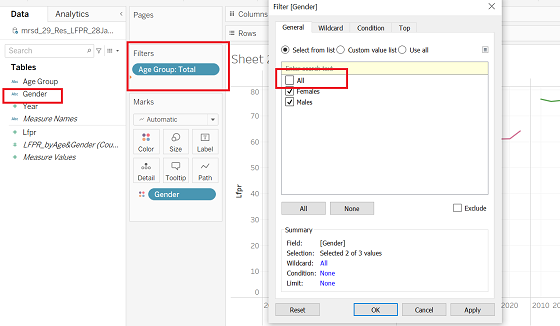 Data
Analytics
mrsd_29_Res_LFPR_28Ja...
Search
Tables
Age Group
Gender
Year
Measure Names
Lfpr
LFPR_byAge&Gender (Cou...
Measure Values
Pages
Filters
Age Group: Total
Marks
Automatic
Color
Size
Label
Detail
Tooltip
Path
Gender
Columns
Rows
Sheet 2
80
70
60
50
40
30
20
10
0
Lfpr
2020
20
Filter [Gender]
General
Wildcard
Condition
Top
Select from list
Custom value list
Use all
Enter search text
All
Females
Males
All
None
Exclude
Summary
Field: [Gender]
Selection: Selected 2 of 3 values
Wildcard: All
Condition: None
Limit: None
Reset
OK
Cancel
Apply